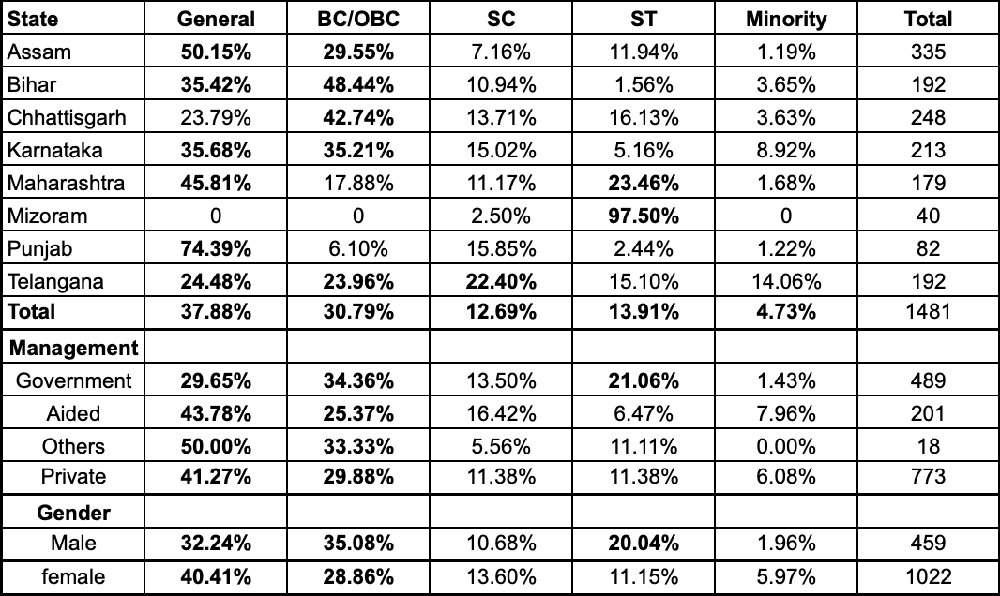 State General BC/OBC SC ST Minority Total
Assam 50.15% 29.55% 7.16% 11.94% 1.19% 335
Bihar 35.42% 48.44% 10.94% 1.56% 3.65% 192
Chhattisgarh 23.79% 42.74% 13.71% 16.13% 3.63% 248
Karnataka 35.68% 35.21% 15.02% 5.16% 8.92% 213
Maharashtra 45.81% 17.88% 11.17% 23.46% 1.68% 179
Mizoram 0 0 2.50% 97.50% 0 40
Punjab 74.39% 6.10% 15.85% 2.44% 1.22% 82
Telangana 24.48% 23.96% 22.40% 15.10% 14.06% 192
Total 37.88% 30.79% 12.69% 13.91% 4.73% 1481
Management
Government 29.65% 34.36% 13.50% 21.06% 1.43% 489
Aided 43.78% 25.37% 16.42% 6.47% 7.96% 201
Others 50.00% 33.33% 5.56% 11.11% 0.00% 18
Private 41.27% 29.88% 11.38% 11.38% 6.08% 773
Gender
Male 32.24% 35.08% 10.68% 20.04% 1.96% 459
female 40.41% 28.86% 13.60% 11.15% 5.97% 1022